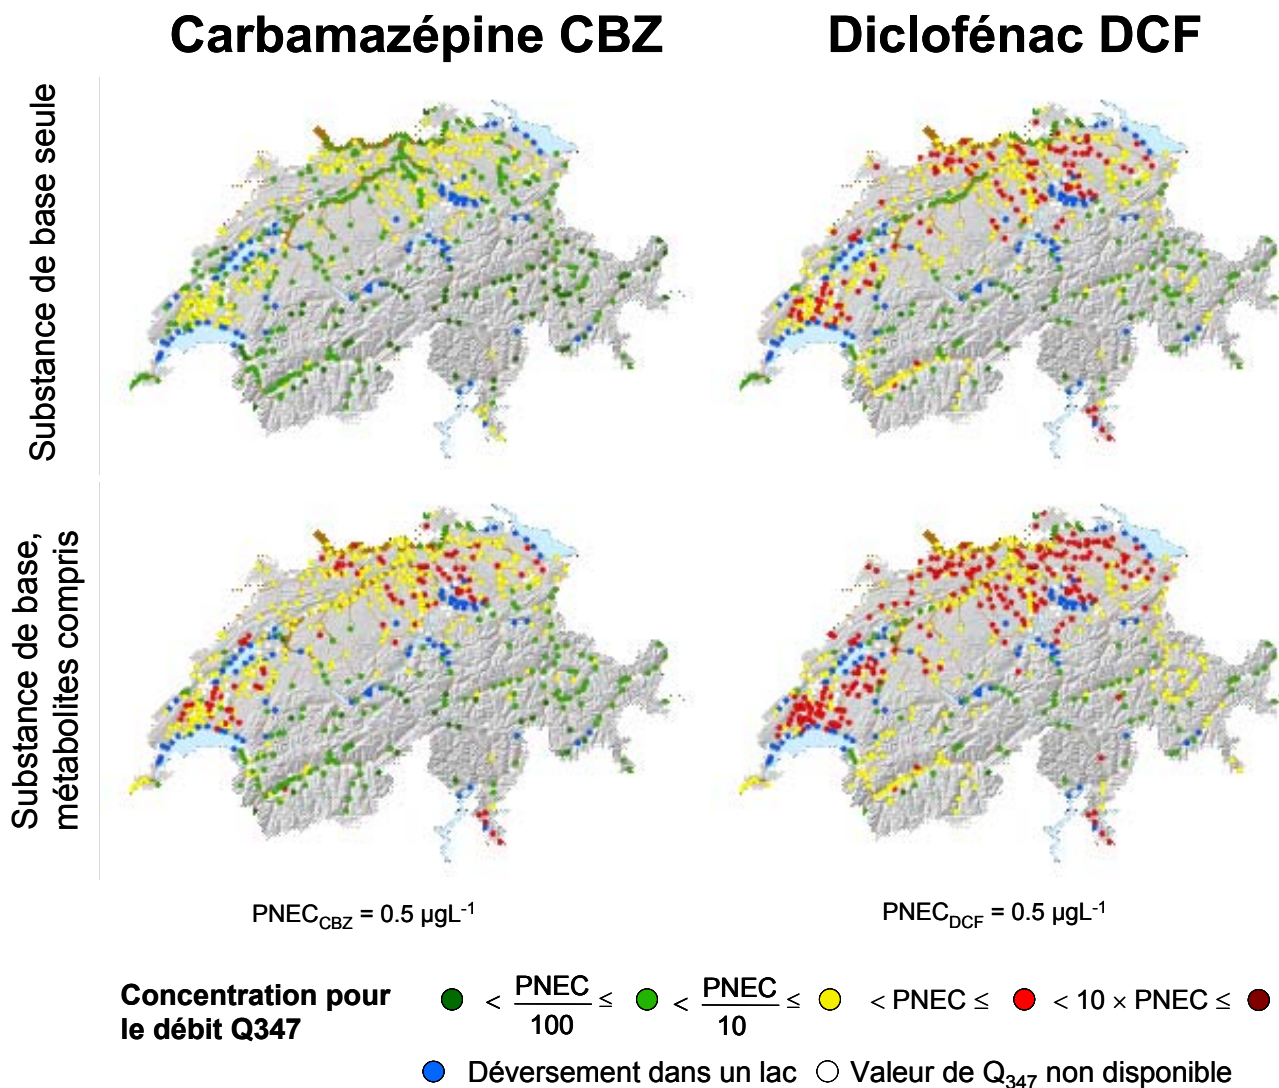 Carbamazépine CBZ
Diclofénac DCF
Substance de base seule
Substance de base,
métabolites compris
PNEC_CBZ = 0.5 µgL⁻¹
PNEC_DCF = 0.5 µgL⁻¹
Concentration pour
le débit Q347
< PNEC/100 ≤ < PNEC/10 ≤ < PNEC ≤ < 10 × PNEC ≤
Déversement dans un lac
Valeur de Q₃₄₇ non disponible